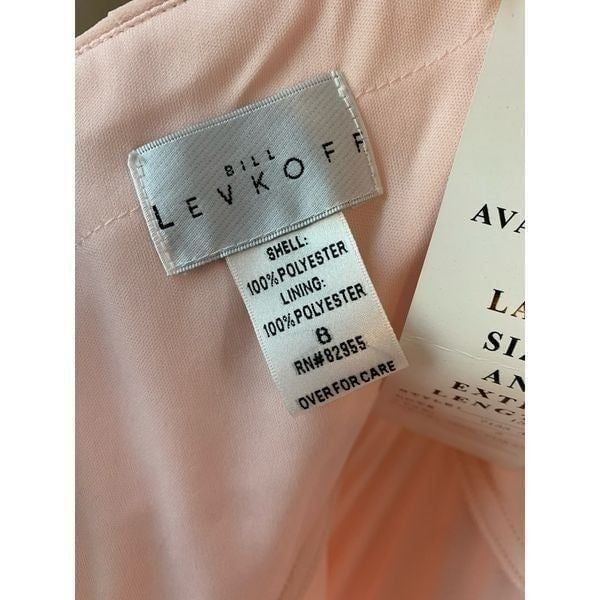 BILL
LEVKOFF
SHELL:
100%POLYESTER
LINING:
100%POLYESTER
8
RN#82955
OVER FOR CARE
AVA
LA
SIZ
AN
EXT
LENG